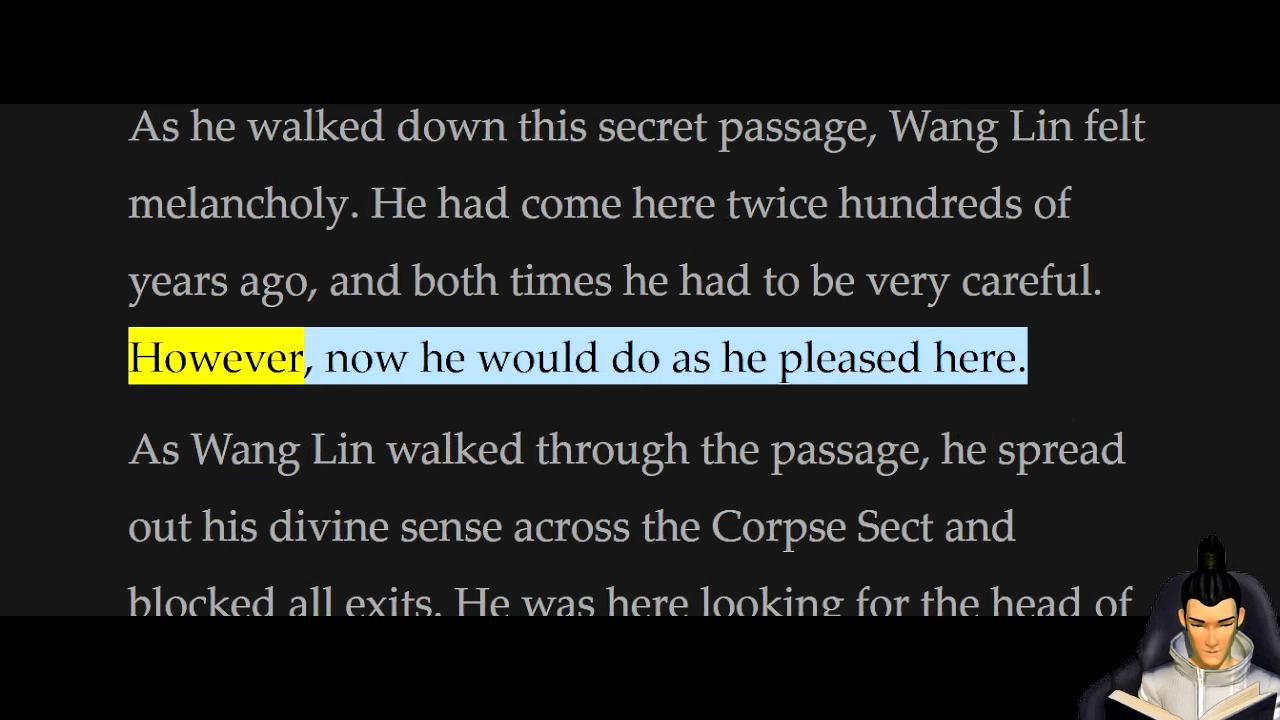 As he walked down this secret passage, Wang Lin felt
melancholy. He had come here twice hundreds of
years ago, and both times he had to be very careful.
However, now he would do as he pleased here.
As Wang Lin walked through the passage, he spread
out his divine sense across the Corpse Sect and
blocked all exits. He was here looking for the head of